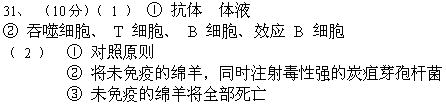 31、（10分）（1） ① 抗体 体液
② 吞噬细胞、T 细胞、 B 细胞、效应 B 细胞
（2） ① 对照原则
② 将未免疫的绵羊，同时注射毒性强的炭疽芽孢杆菌
③ 未免疫的绵羊将全部死亡